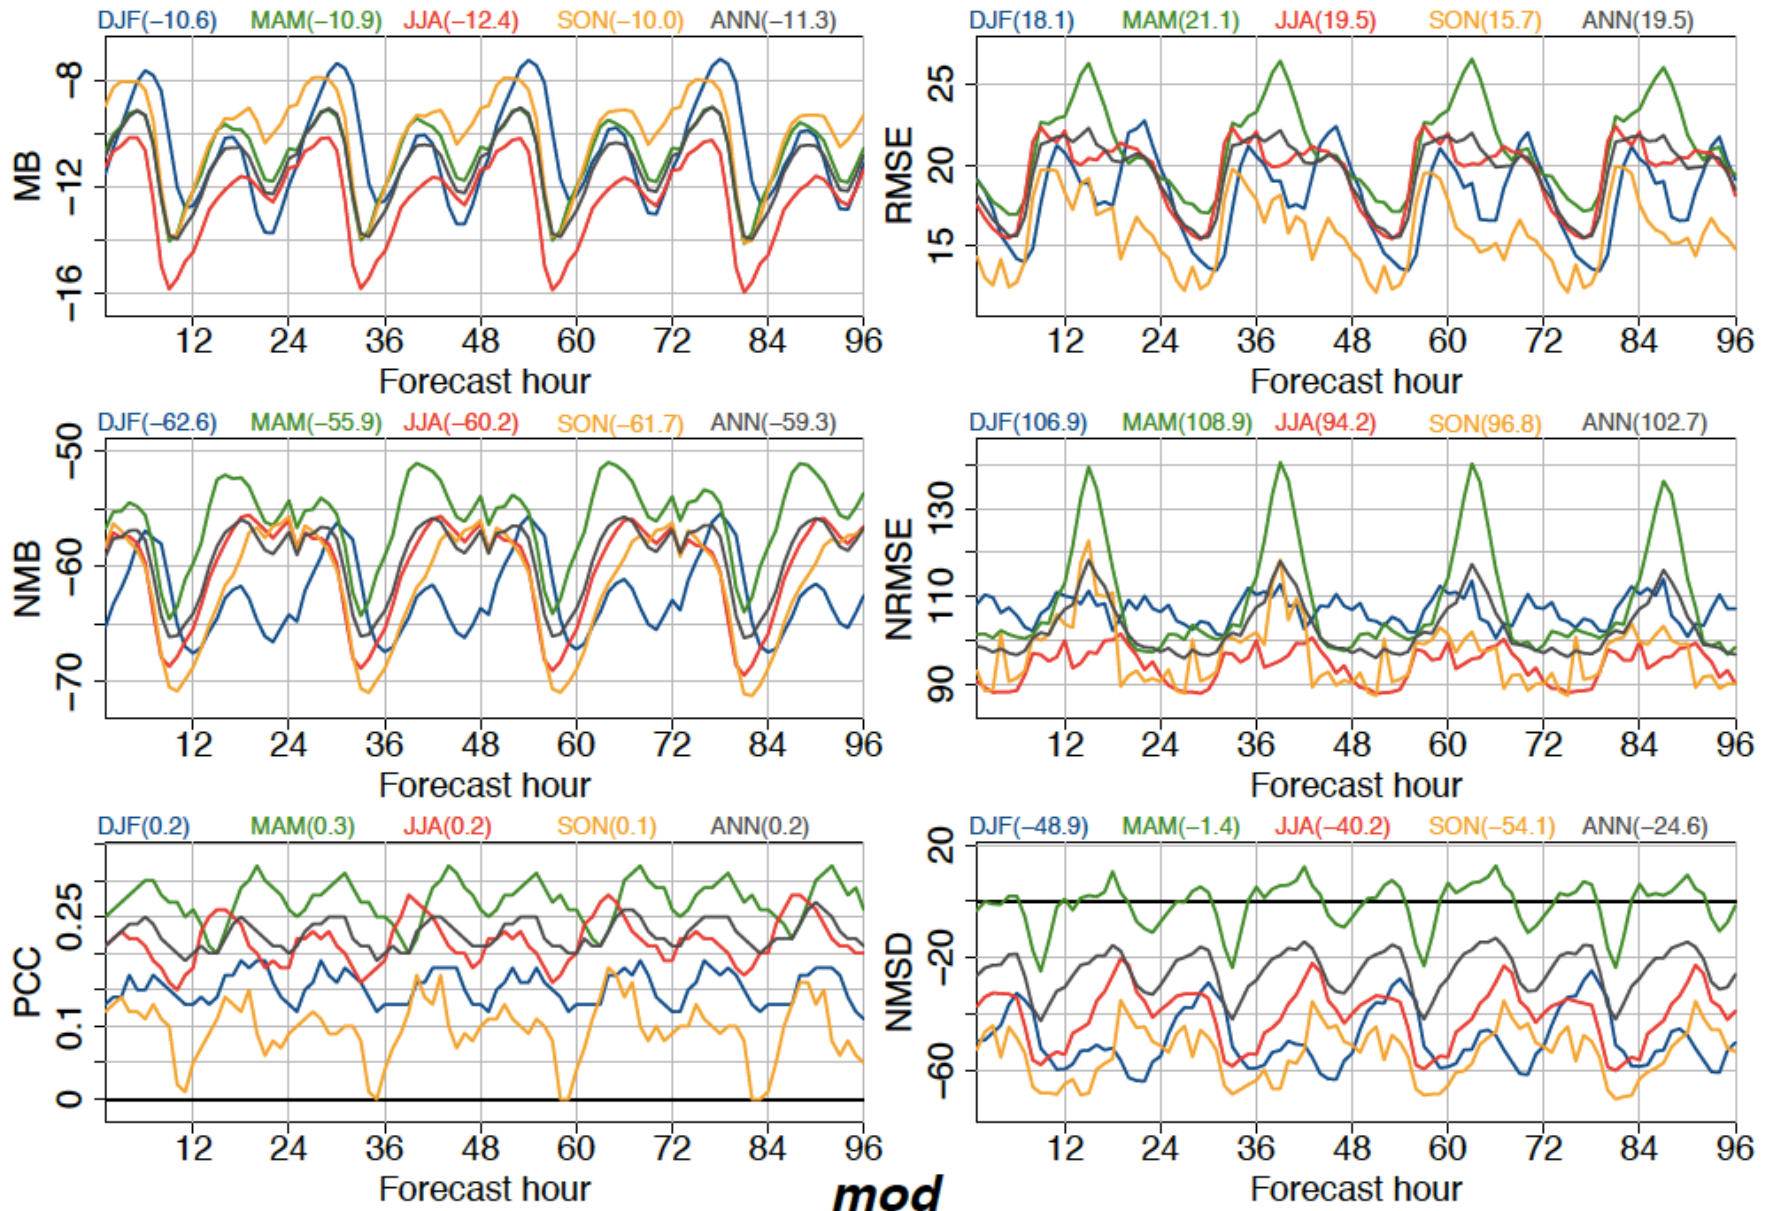 DJF(−10.6) MAM(−10.9) JJA(−12.4) SON(−10.0) ANN(−11.3)
MB
−8
−12
−16
12 24 36 48 60 72 84 96
Forecast hour
DJF(18.1) MAM(21.1) JJA(19.5) SON(15.7) ANN(19.5)
RMSE
25
20
15
12 24 36 48 60 72 84 96
Forecast hour
DJF(−62.6) MAM(−55.9) JJA(−60.2) SON(−61.7) ANN(−59.3)
NMB
−50
−60
−70
12 24 36 48 60 72 84 96
Forecast hour
DJF(106.9) MAM(108.9) JJA(94.2) SON(96.8) ANN(102.7)
NRMSE
130
110
90
12 24 36 48 60 72 84 96
Forecast hour
DJF(0.2) MAM(0.3) JJA(0.2) SON(0.1) ANN(0.2)
PCC
0.25
0.1
0
12 24 36 48 60 72 84 96
Forecast hour
DJF(−48.9) MAM(−1.4) JJA(−40.2) SON(−54.1) ANN(−24.6)
NMSD
20
−20
−60
12 24 36 48 60 72 84 96
Forecast hour
mod